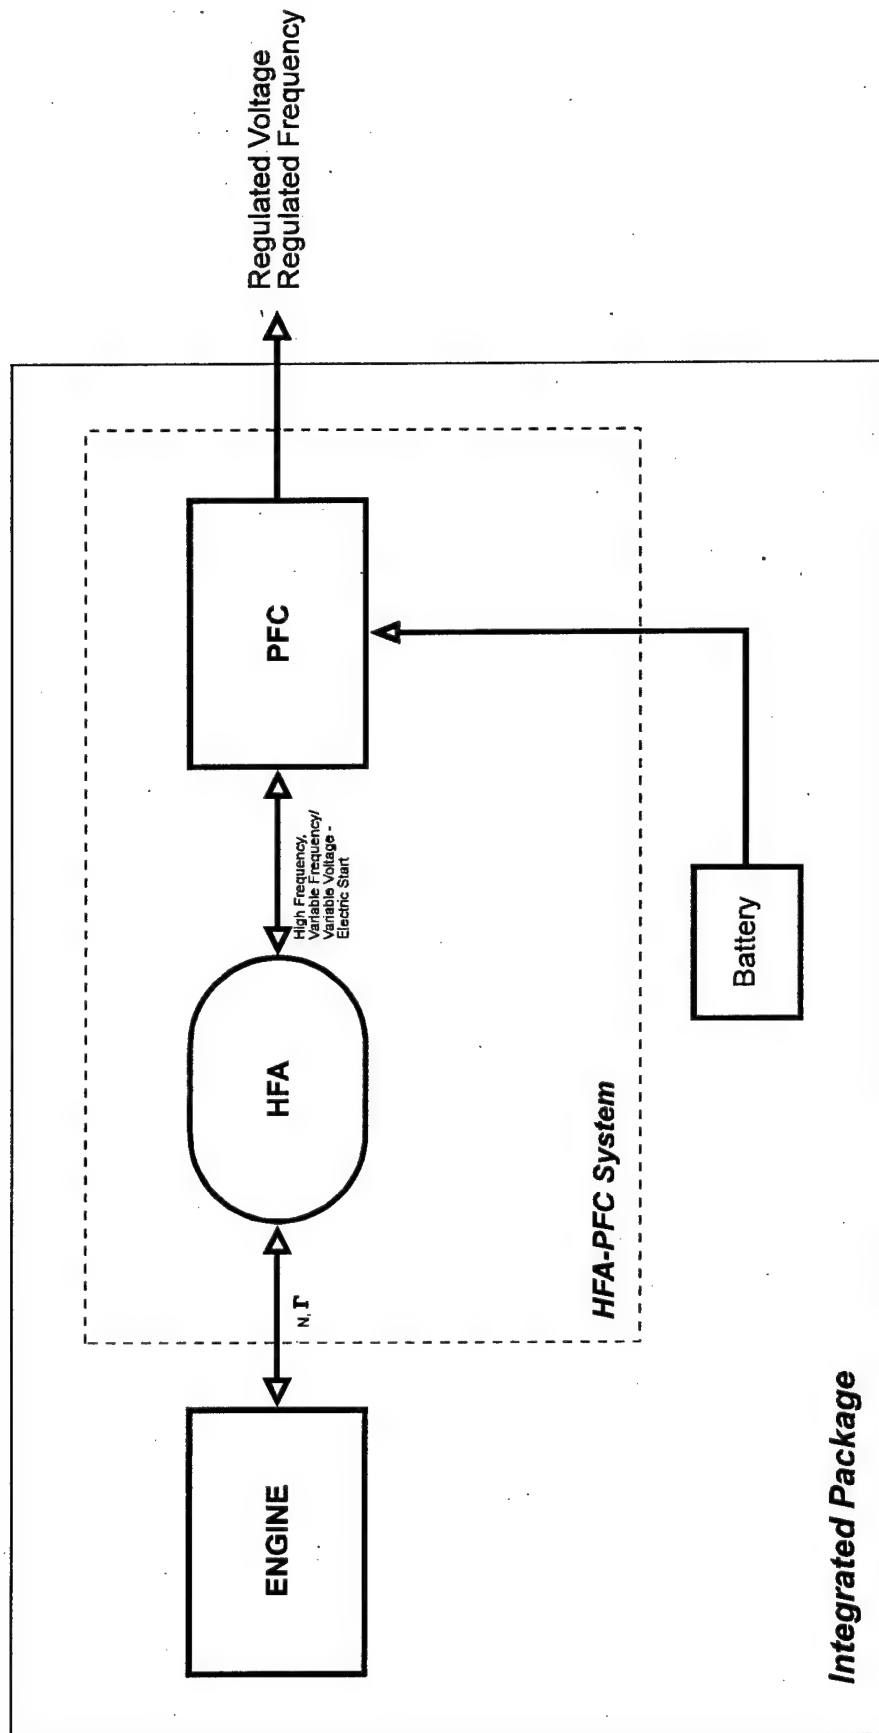 Regulated Voltage
Regulated Frequency
ENGINE
N, Γ
HFA
High Frequency,
Variable Frequency/
Variable Voltage -
Electric Start
PFC
HFA-PFC System
Battery
Integrated Package